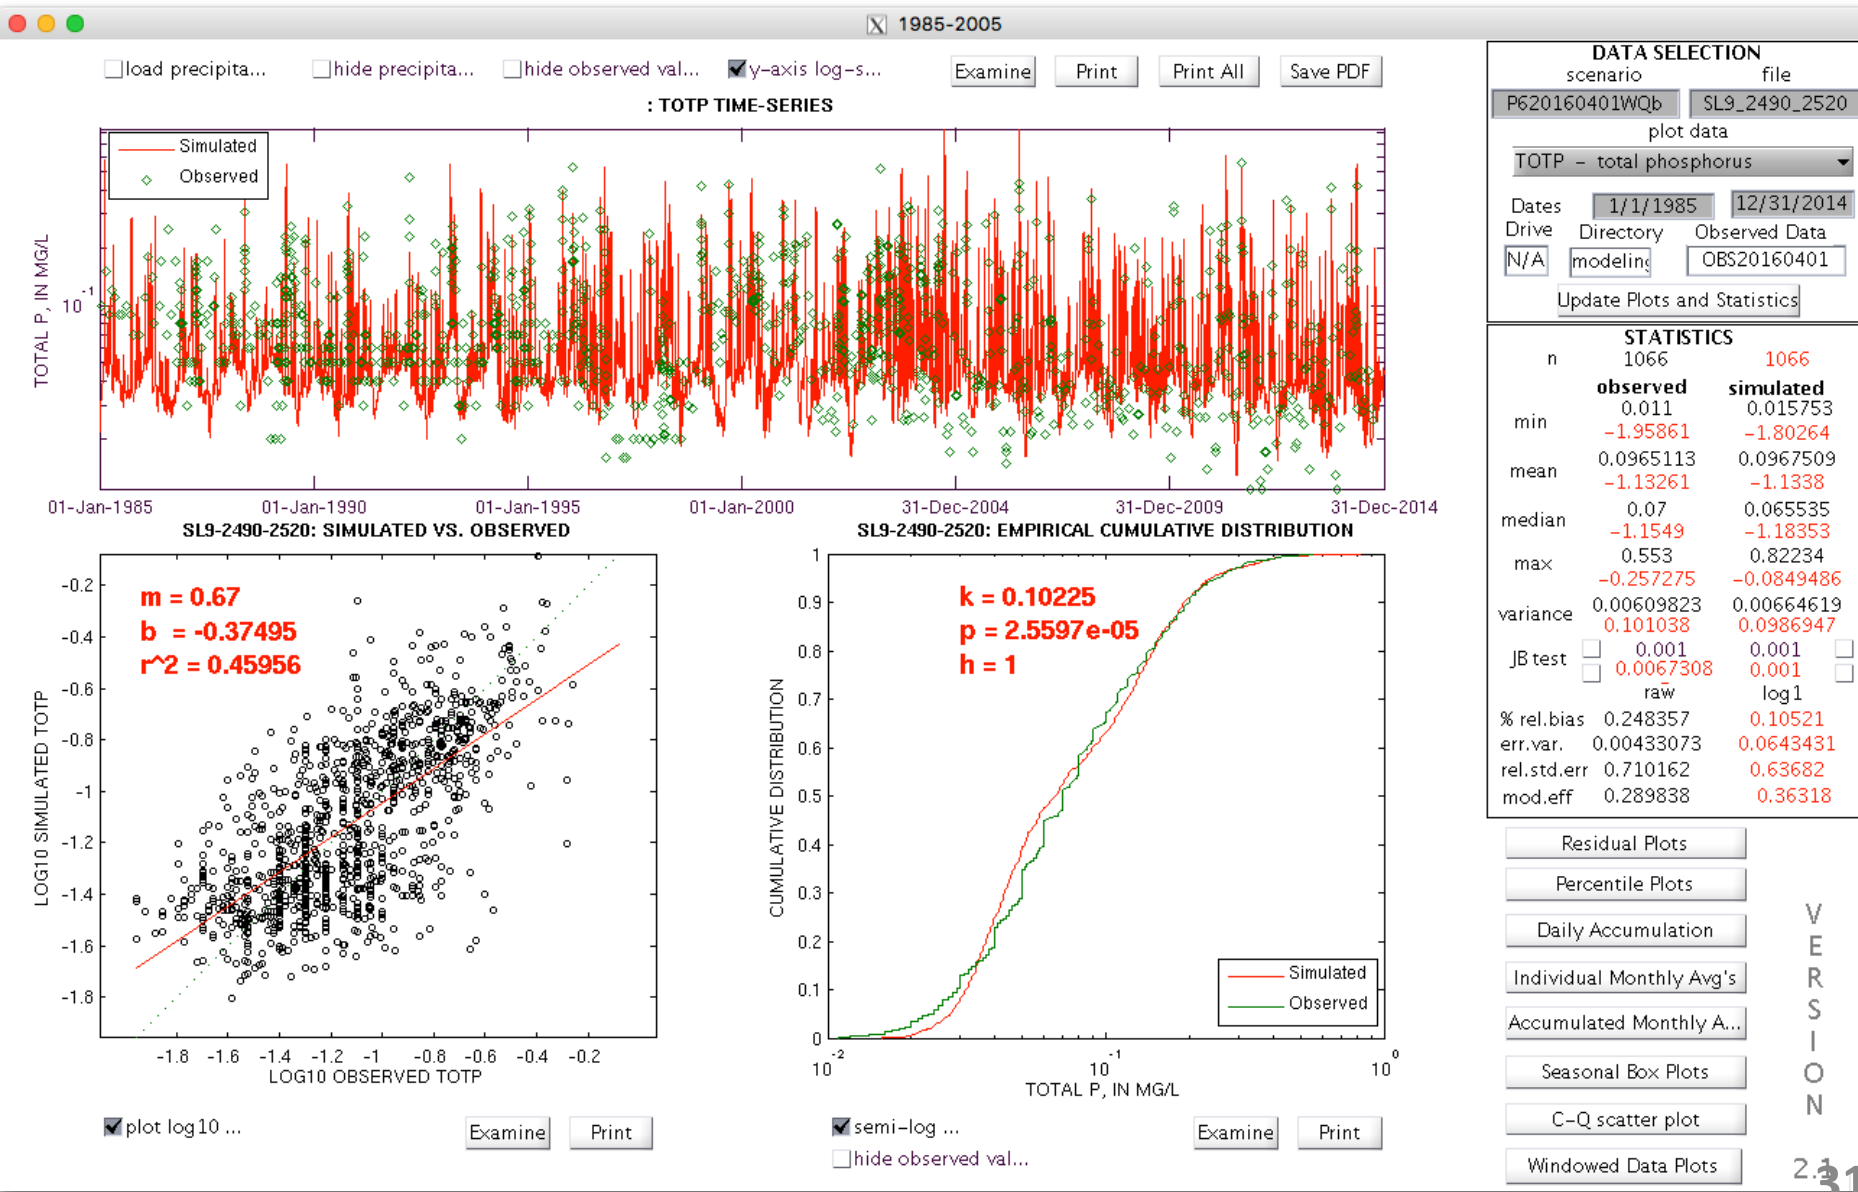 1985-2005
load precipita...
hide precipita...
hide observed val...
y-axis log-s...
Examine
Print
Print All
Save PDF
: TOTP TIME-SERIES
Simulated
Observed
TOTAL P, IN MG/L
10^-1
01-Jan-1985 01-Jan-1990 01-Jan-1995 01-Jan-2000 31-Dec-2004 31-Dec-2009 31-Dec-2014
SL9-2490-2520: SIMULATED VS. OBSERVED
m = 0.67
b = -0.37495
r^2 = 0.45956
LOG10 SIMULATED TOTP
-0.2
-0.4
-0.6
-0.8
-1
-1.2
-1.4
-1.6
-1.8
-1.8 -1.6 -1.4 -1.2 -1 -0.8 -0.6 -0.4 -0.2
LOG10 OBSERVED TOTP
plot log10 ...
Examine
Print
SL9-2490-2520: EMPIRICAL CUMULATIVE DISTRIBUTION
k = 0.10225
p = 2.5597e-05
h = 1
CUMULATIVE DISTRIBUTION
1
0.9
0.8
0.7
0.6
0.5
0.4
0.3
0.2
0.1
0
Simulated
Observed
10^-2 10^-1 10^0
TOTAL P, IN MG/L
semi-log ...
hide observed val...
Examine
Print
DATA SELECTION
scenario file
P620160401WQb SL9_2490_2520
plot data
TOTP - total phosphorus
Dates 1/1/1985 12/31/2014
Drive Directory Observed Data
N/A modeling OBS20160401
Update Plots and Statistics
STATISTICS
n 1066 1066
observed simulated
min 0.011 0.015753
-1.95861 -1.80264
mean 0.0965113 0.0967509
-1.13261 -1.1338
median 0.07 0.065535
-1.1549 -1.18353
max 0.553 0.82234
-0.257275 -0.0849486
variance 0.00609823 0.00664619
0.101038 0.0986947
JB test 0.001 0.001
0.0067308 0.001
raw log1
% rel.bias 0.248357 0.10521
err.var. 0.00433073 0.0643431
rel.std.err 0.710162 0.63682
mod.eff 0.289838 0.36318
Residual Plots
Percentile Plots
Daily Accumulation
Individual Monthly Avg's
Accumulated Monthly A...
Seasonal Box Plots
C-Q scatter plot
Windowed Data Plots
VERSION
2.1
31